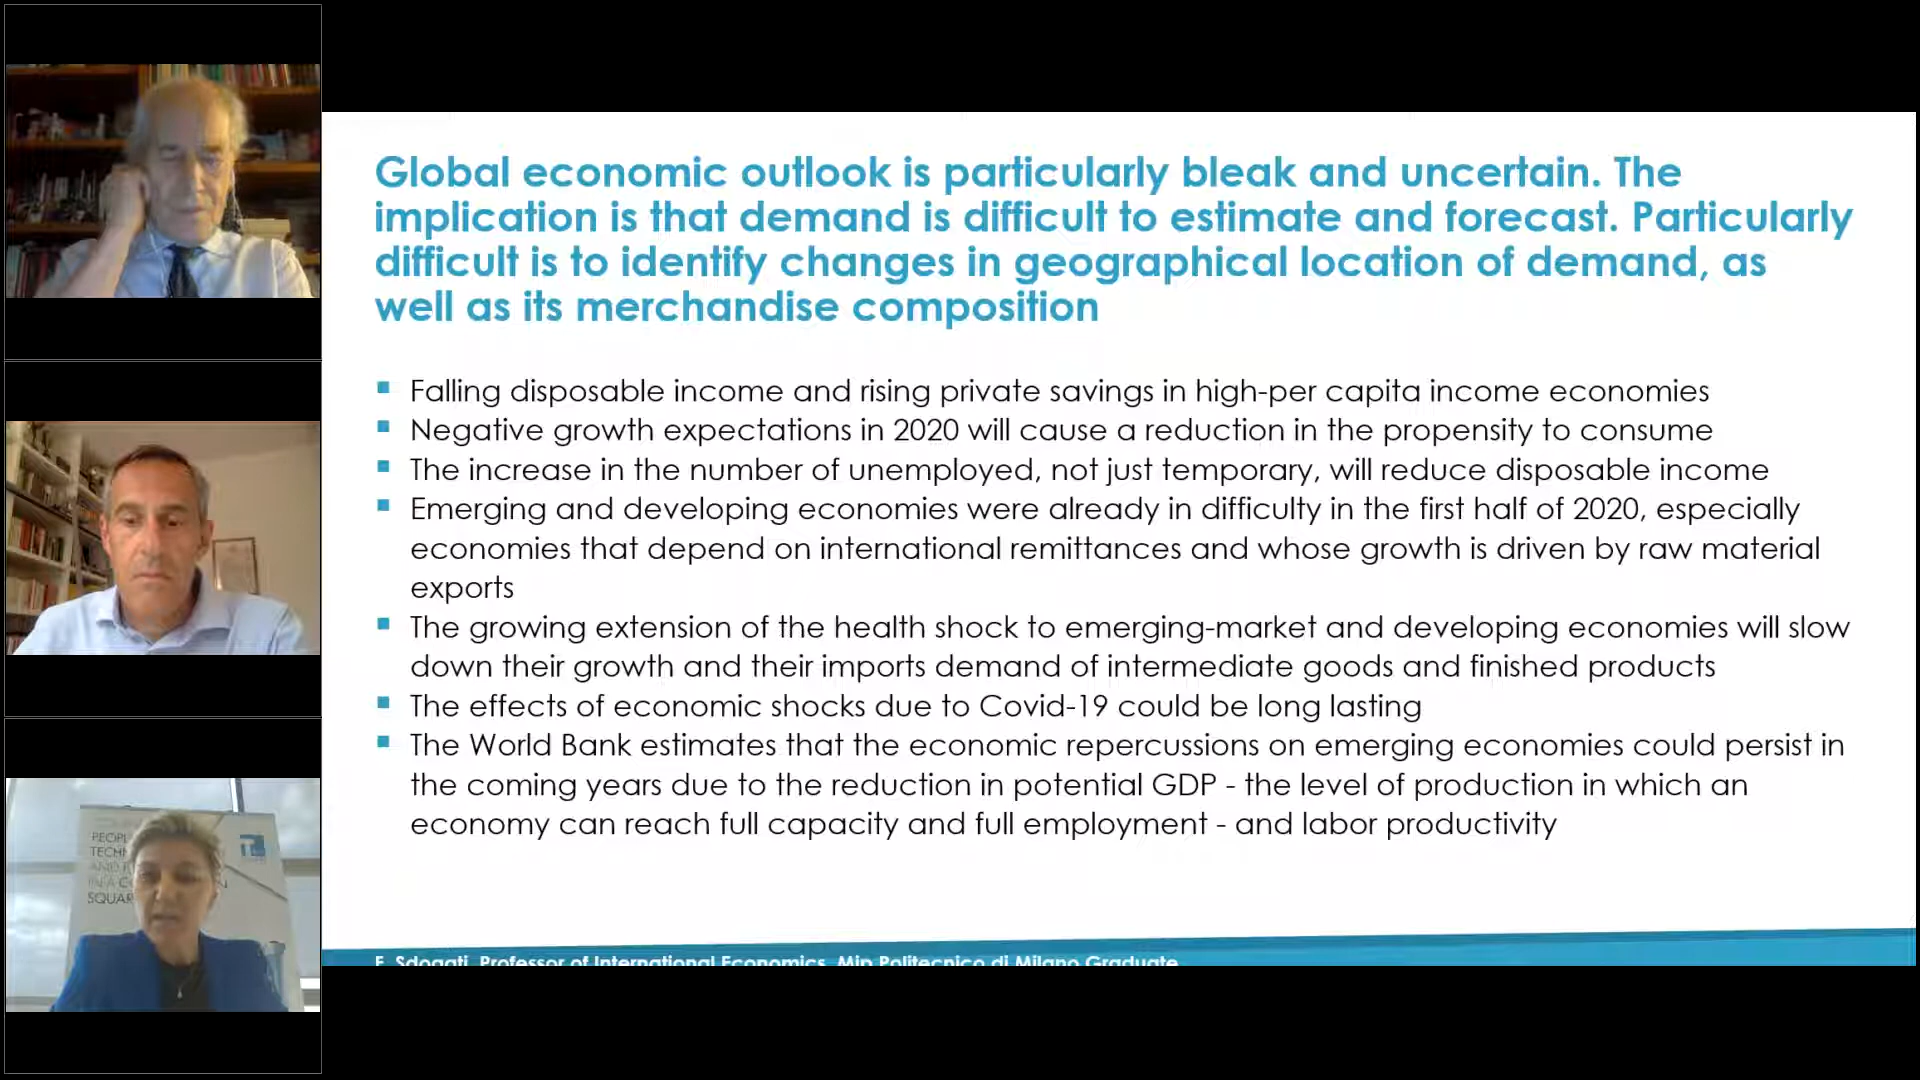 Global economic outlook is particularly bleak and uncertain. The
implication is that demand is difficult to estimate and forecast. Particularly
difficult is to identify changes in geographical location of demand, as
well as its merchandise composition
Falling disposable income and rising private savings in high-per capita income economies
Negative growth expectations in 2020 will cause a reduction in the propensity to consume
The increase in the number of unemployed, not just temporary, will reduce disposable income
Emerging and developing economies were already in difficulty in the first half of 2020, especially
economies that depend on international remittances and whose growth is driven by raw material
exports
The growing extension of the health shock to emerging-market and developing economies will slow
down their growth and their imports demand of intermediate goods and finished products
The effects of economic shocks due to Covid-19 could be long lasting
The World Bank estimates that the economic repercussions on emerging economies could persist in
the coming years due to the reduction in potential GDP - the level of production in which an
economy can reach full capacity and full employment - and labor productivity
F. Sdogati, Professor of International Economics, Mip Politecnico di Milano Graduate